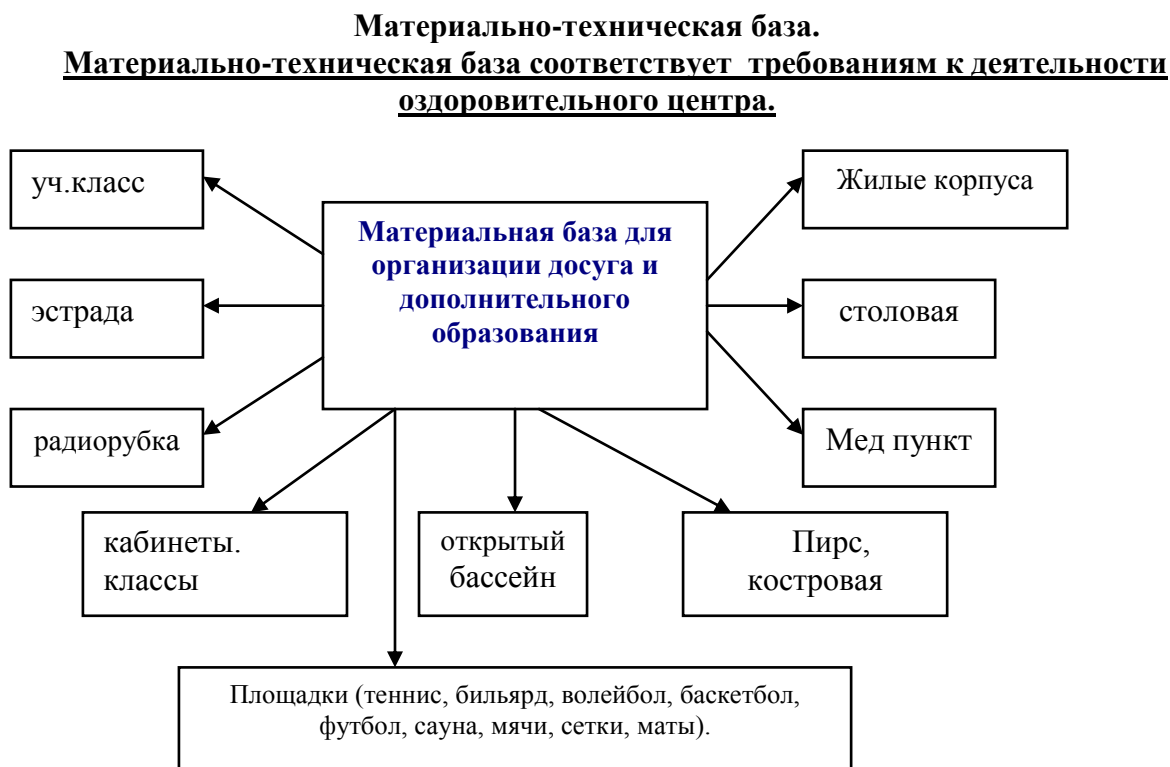 Материально-техническая база.
Материально-техническая база соответствует требованиям к деятельности
оздоровительного центра.
уч.класс
Жилые корпуса
Материальная база для
организации досуга и
дополнительного
образования
эстрада
столовая
радиорубка
Мед пункт
кабинеты.
классы
открытый
бассейн
Пирс,
костровая
Площадки (теннис, бильярд, волейбол, баскетбол,
футбол, сауна, мячи, сетки, маты).